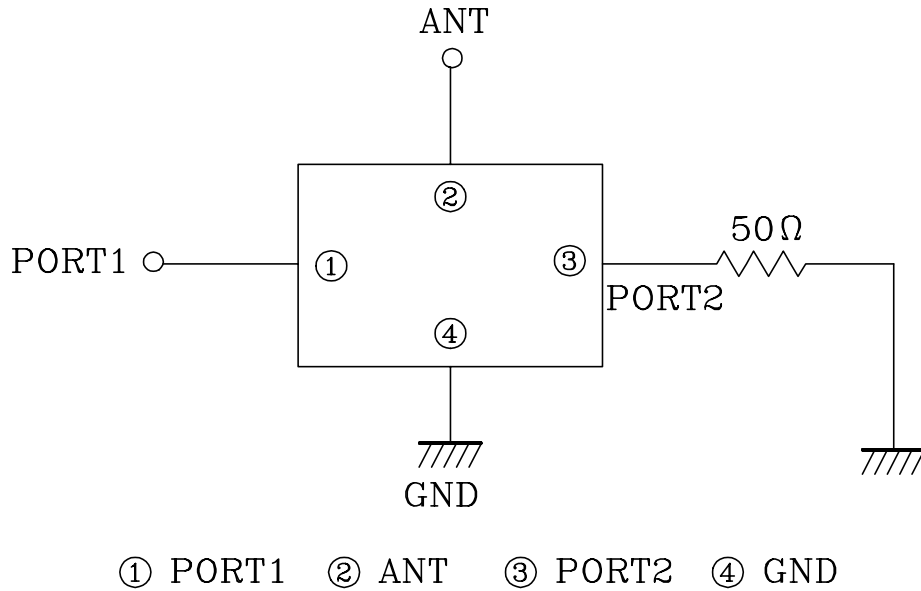 ANT
②
50Ω
PORT1
①
③
PORT2
④
GND
① PORT1 ② ANT ③ PORT2 ④ GND